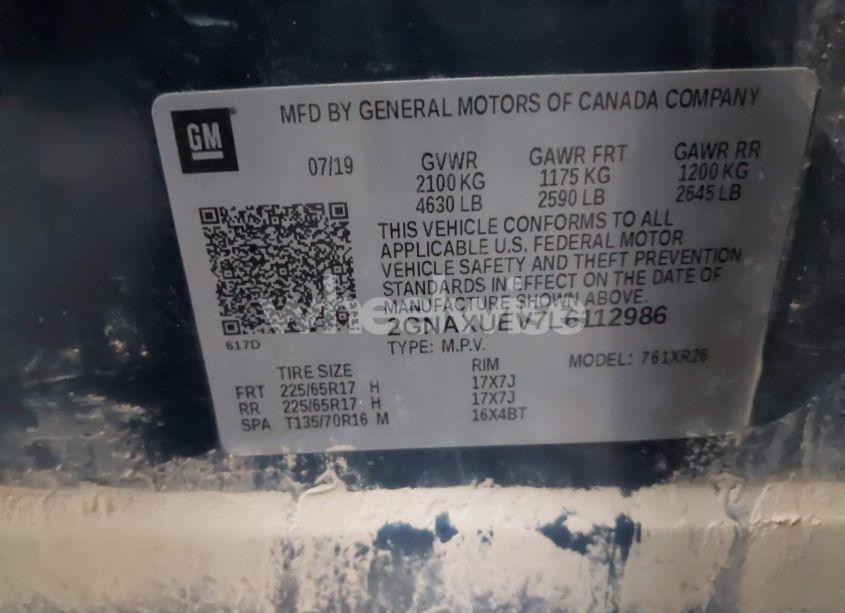 GM
MFD BY GENERAL MOTORS OF CANADA COMPANY
07/19 GVWR GAWR FRT GAWR RR
2100 KG 1175 KG 1200 KG
4630 LB 2590 LB 2645 LB
THIS VEHICLE CONFORMS TO ALL
APPLICABLE U.S. FEDERAL MOTOR
VEHICLE SAFETY AND THEFT PREVENTION
STANDARDS IN EFFECT ON THE DATE OF
MANUFACTURE SHOWN ABOVE.
2GNAXUEV7L6112986
617D
TYPE: M.P.V. MODEL: 761XR26
TIRE SIZE RIM
FRT 225/65R17 H 17X7J
RR 225/65R17 H 17X7J
SPA T135/70R16 M 16X4BT